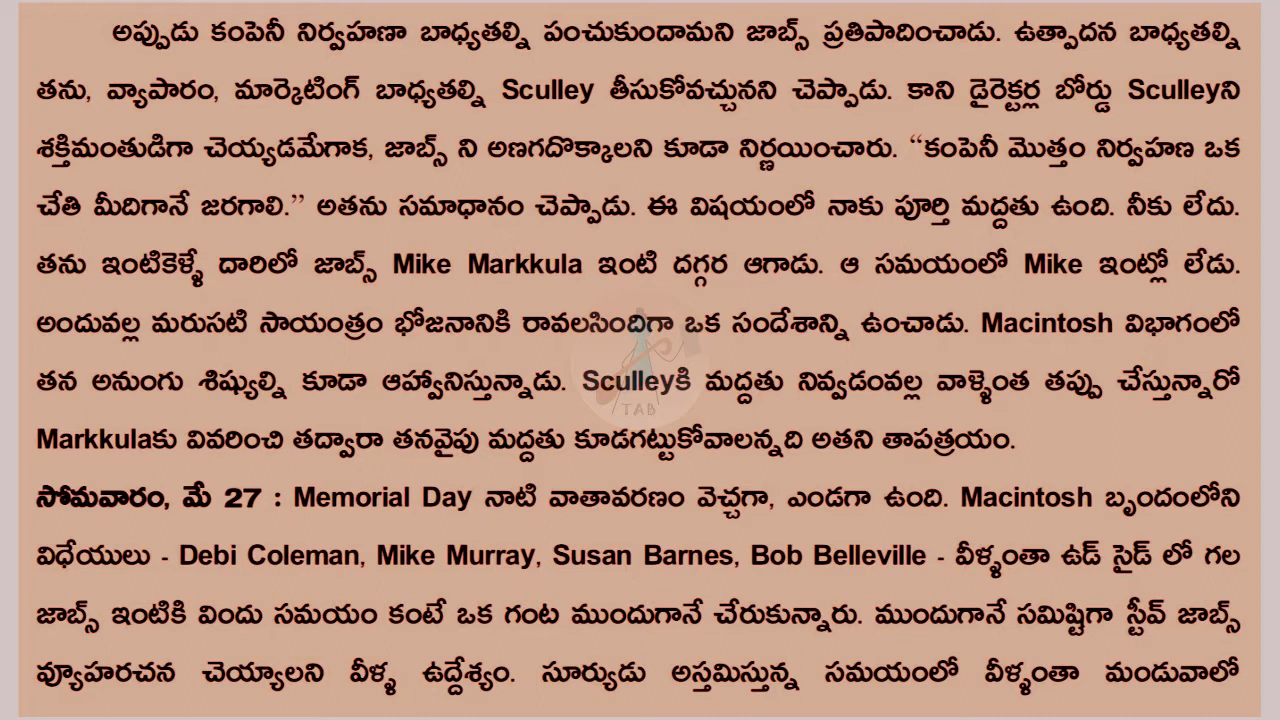 అప్పుడు కంపెనీ నిర్వహణా బాధ్యతల్ని పంచుకుందామని జాబ్స్ ప్రతిపాదించాడు. ఉత్పాదన బాధ్యతల్ని
తను, వ్యాపారం, మార్కెటింగ్ బాధ్యతల్ని Sculley తీసుకోవచ్చునని చెప్పాడు. కాని డైరెక్టర్ల బోర్డు Sculleyని
శక్తిమంతుడిగా చెయ్యడమేగాక, జాబ్స్ ని అణగదొక్కాలని కూడా నిర్ణయించారు. “కంపెనీ మొత్తం నిర్వహణ ఒక
చేతి మీదిగానే జరగాలి.” అతను సమాధానం చెప్పాడు. ఈ విషయంలో నాకు పూర్తి మద్దతు ఉంది. నీకు లేదు.
తను ఇంటికెళ్ళే దారిలో జాబ్స్ Mike Markkula ఇంటి దగ్గర ఆగాడు. ఆ సమయంలో Mike ఇంట్లో లేడు.
అందువల్ల మరుసటి సాయంత్రం భోజనానికి రావలసిందిగా ఒక సందేశాన్ని ఉంచాడు. Macintosh విభాగంలో
తన అనుంగు శిష్యుల్ని కూడా ఆహ్వానిస్తున్నాడు. Sculleyకి మద్దతు నివ్వడంవల్ల వాళ్ళెంత తప్పు చేస్తున్నారో
Markkulaకు వివరించి తద్వారా తనవైపు మద్దతు కూడగట్టుకోవాలన్నది అతని తాపత్రయం.
సోమవారం, మే 27 : Memorial Day నాటి వాతావరణం వెచ్చగా, ఎండగా ఉంది. Macintosh బృందంలోని
విధేయులు - Debi Coleman, Mike Murray, Susan Barnes, Bob Belleville - వీళ్ళంతా ఉడ్ సైడ్ లో గల
జాబ్స్ ఇంటికి విందు సమయం కంటే ఒక గంట ముందుగానే చేరుకున్నారు. ముందుగానే సమిష్టిగా స్టీవ్ జాబ్స్
వ్యూహరచన చెయ్యాలని వీళ్ళ ఉద్దేశ్యం. సూర్యుడు అస్తమిస్తున్న సమయంలో వీళ్ళంతా మండువాలో
TAB